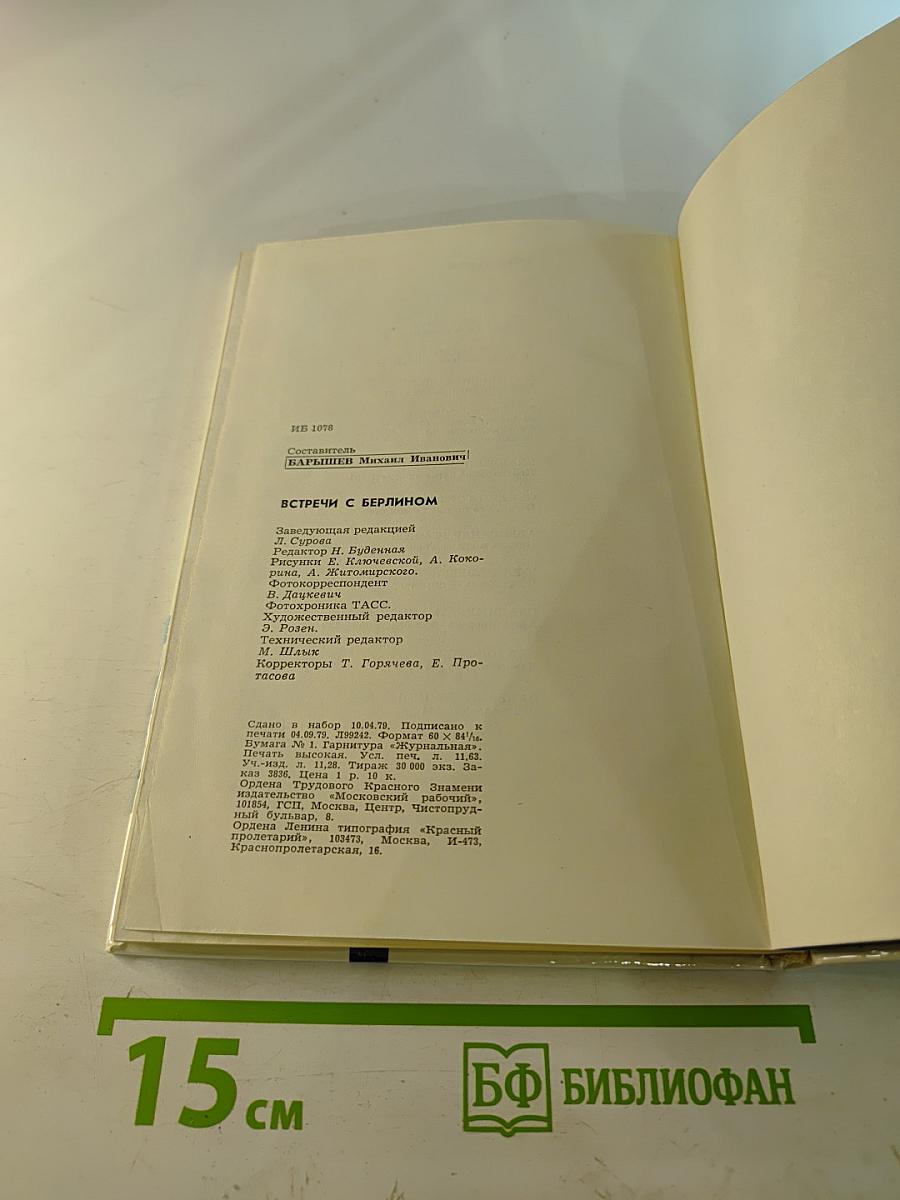 ИБ 1078
Составитель
БАРЫШЕВ Михаил Иванович
ВСТРЕЧИ С БЕРЛИНОМ
Заведующая редакцией
Л. Сурова
Редактор Н. Буденная
Рисунки Е. Ключевской, А. Коко-
рина, А. Житомирского.
Фотокорреспондент
В. Дацкевич
Фотохроника ТАСС.
Художественный редактор
Э. Розен.
Технический редактор
М. Шлык
Корректоры Т. Горячева, Е. Про-
тасова
Сдано в набор 10.04.79. Подписано к
печати 04.09.79. Л99242. Формат 60 × 84¹/₁₆.
Бумага № 1. Гарнитура «Журнальная».
Печать высокая. Усл. печ. л. 11,63.
Уч.-изд. л. 11,28. Тираж 30 000 экз. За-
каз 3836. Цена 1 р. 10 к.
Ордена Трудового Красного Знамени
издательство «Московский рабочий»,
101854, ГСП, Москва, Центр, Чистопруд-
ный бульвар, 8.
Ордена Ленина типография «Красный
пролетарий», 103473, Москва, И-473,
Краснопролетарская, 16.
15 см
БФ БИБЛИОФАН